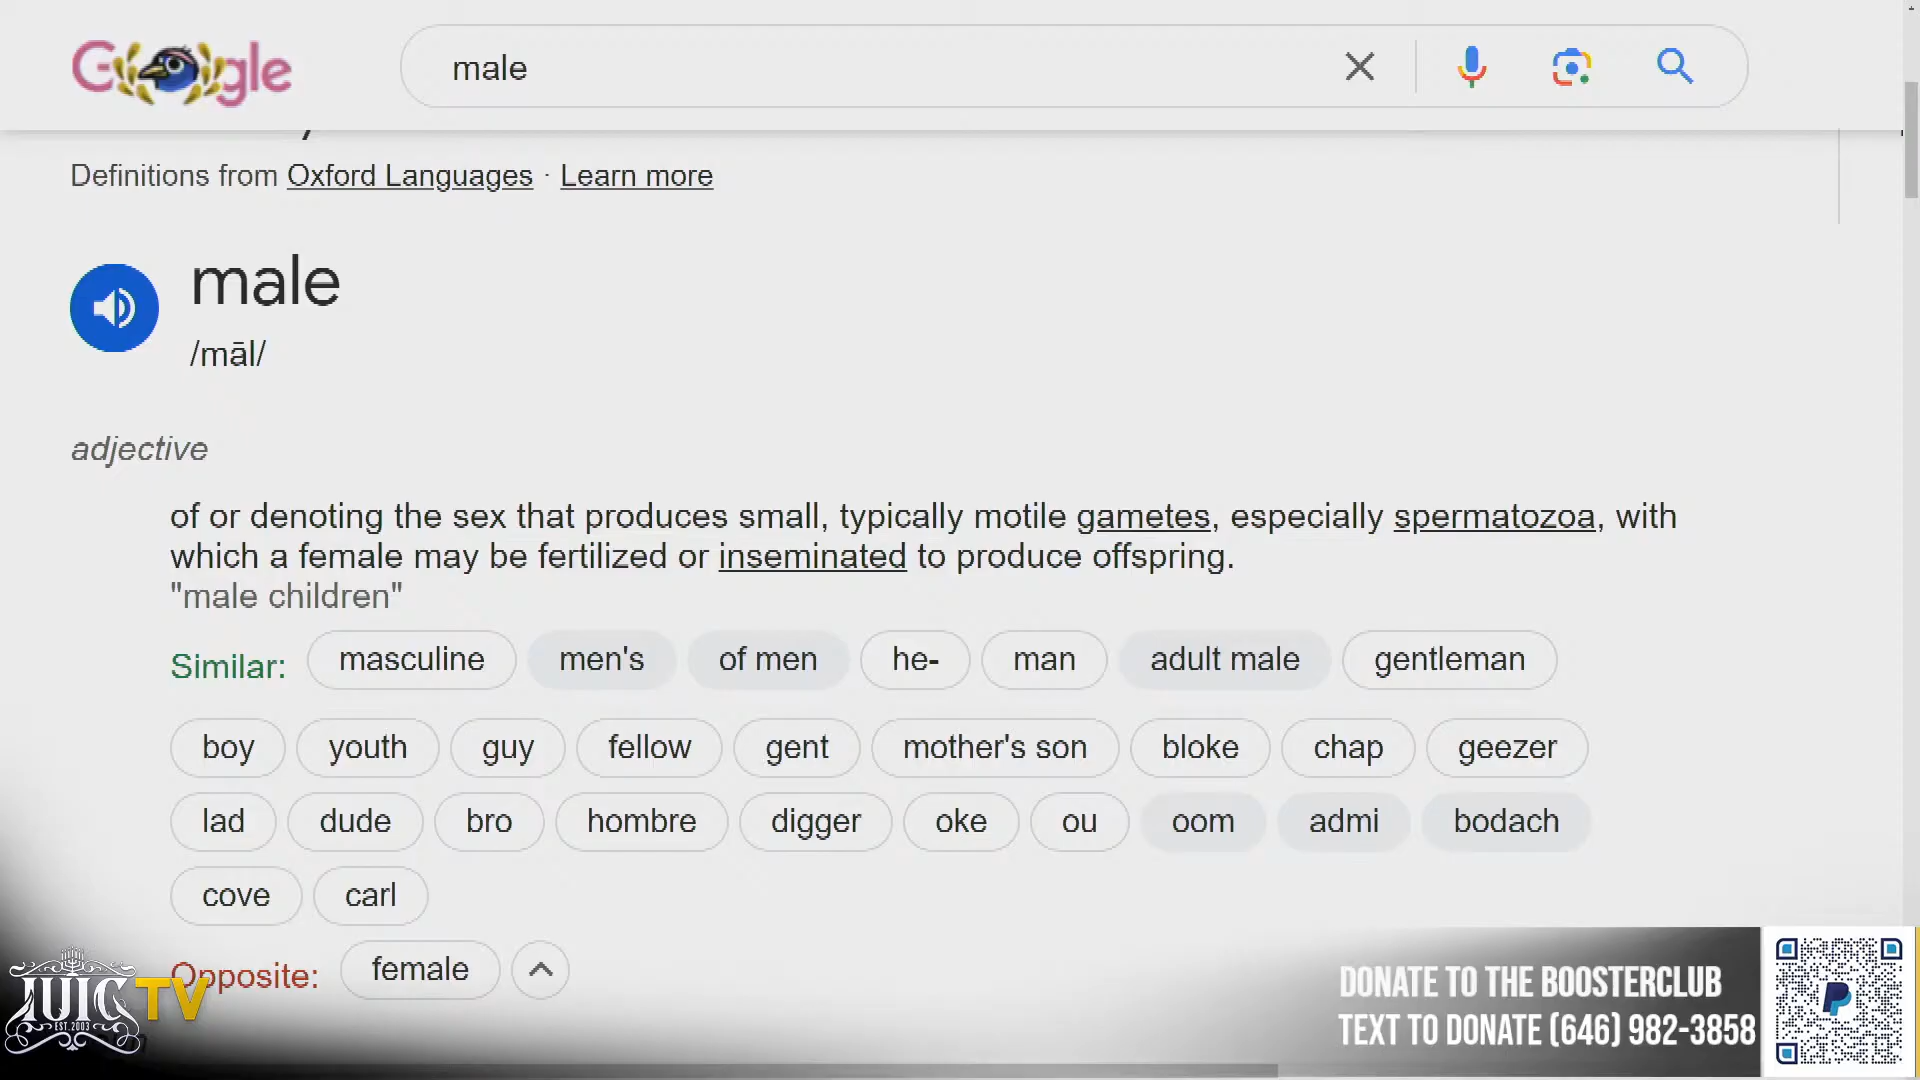 Google
male
Definitions from Oxford Languages · Learn more
male
/māl/
adjective
of or denoting the sex that produces small, typically motile gametes, especially spermatozoa, with
which a female may be fertilized or inseminated to produce offspring.
"male children"
Similar: masculine men's of men he- man adult male gentleman
boy youth guy fellow gent mother's son bloke chap geezer
lad dude bro hombre digger oke ou oom admi bodach
cove carl
Opposite: female
IUIC TV
EST. 2003
DONATE TO THE BOOSTERCLUB
TEXT TO DONATE (646) 982-3858